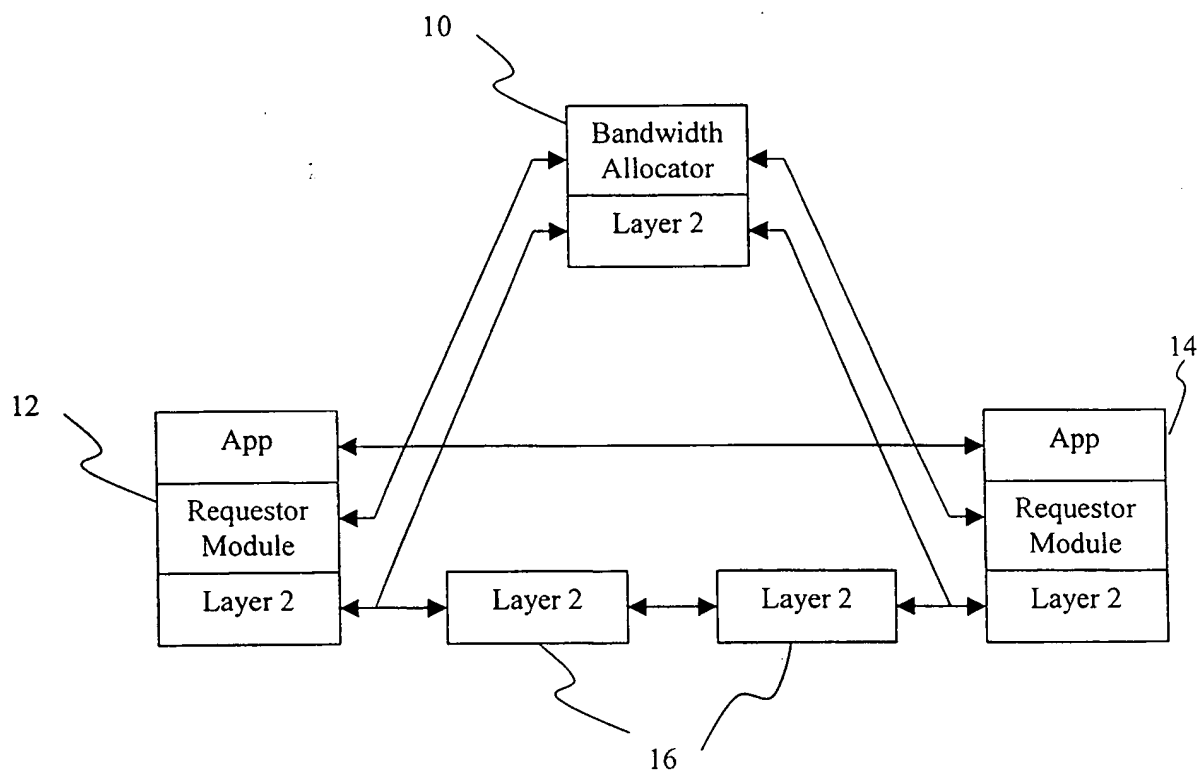 10
Bandwidth
Allocator
Layer 2
14
12
App
App
Requestor
Module
Requestor
Module
Layer 2
Layer 2
Layer 2
Layer 2
16